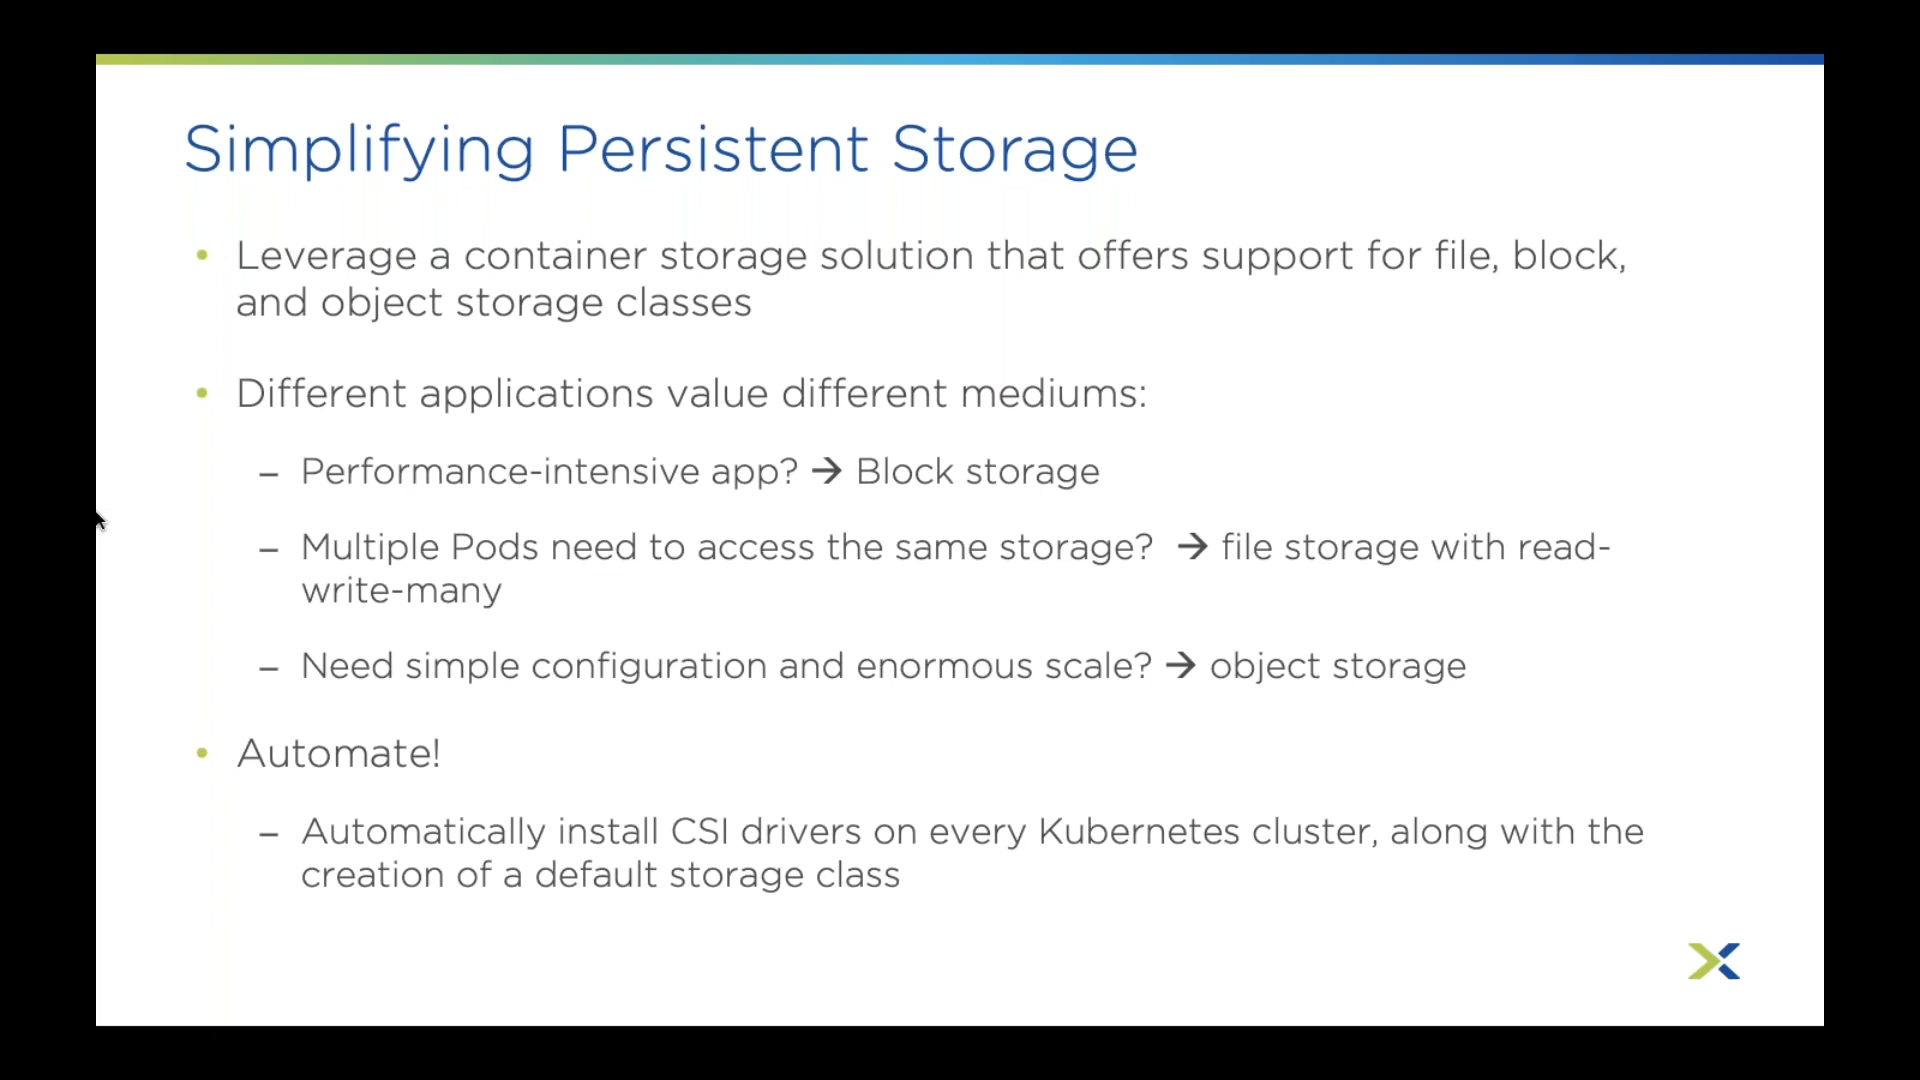 Simplifying Persistent Storage
• Leverage a container storage solution that offers support for file, block,
and object storage classes
• Different applications value different mediums:
– Performance-intensive app? → Block storage
– Multiple Pods need to access the same storage? → file storage with read-
write-many
– Need simple configuration and enormous scale? → object storage
• Automate!
– Automatically install CSI drivers on every Kubernetes cluster, along with the
creation of a default storage class